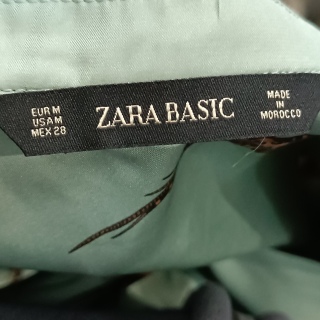 EUR M
USA M
MEX 28
ZARA BASIC
MADE
IN
MOROCCO